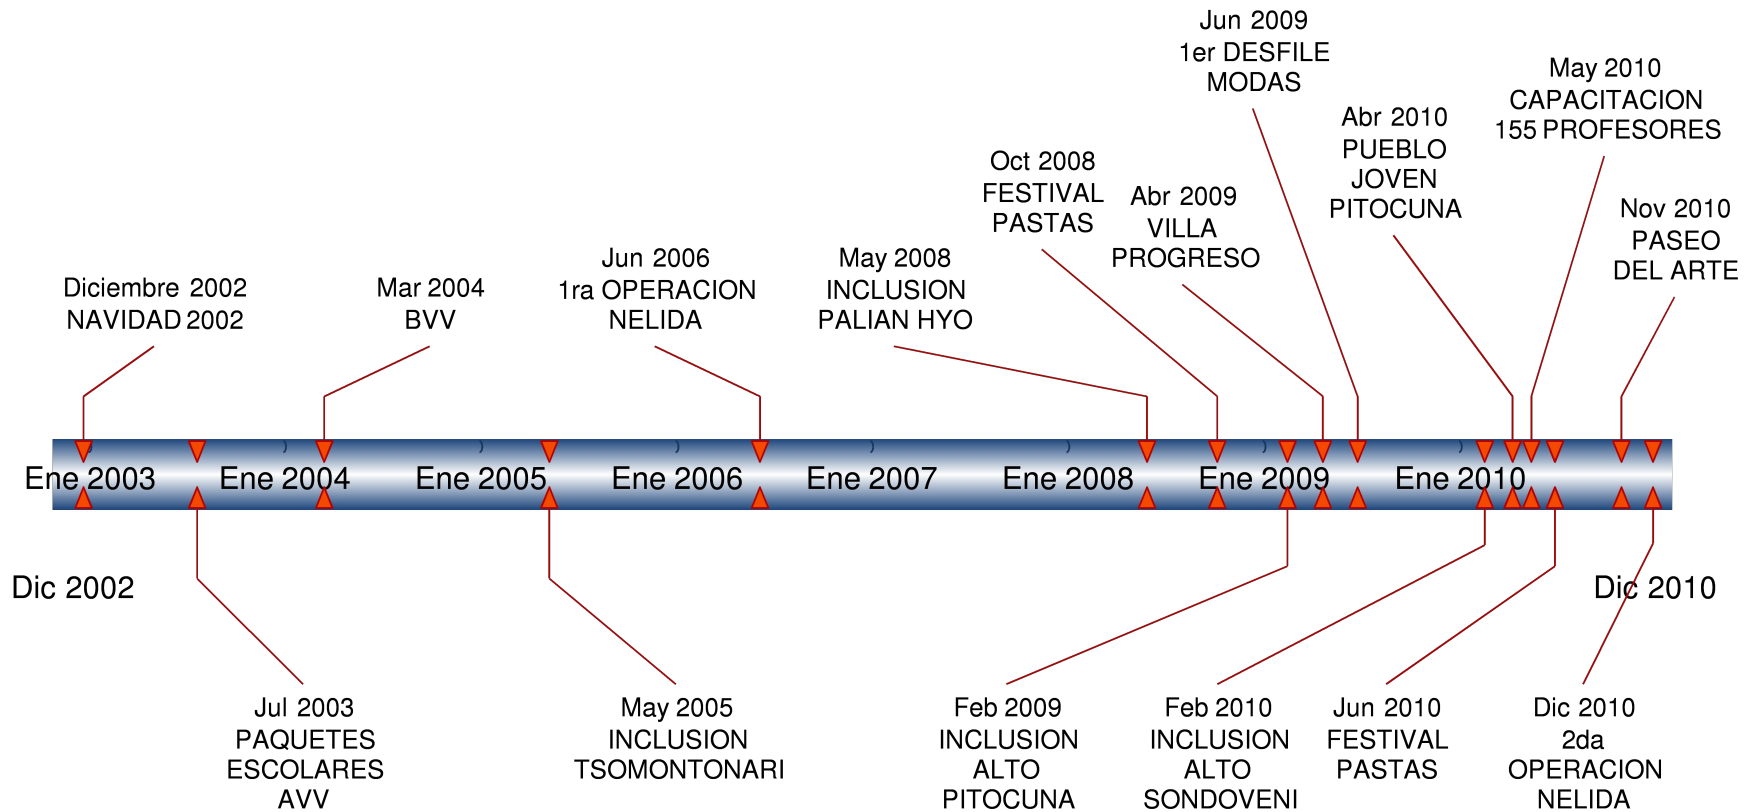 Jun 2009
1er DESFILE
MODAS
May 2010
CAPACITACION
155 PROFESORES
Abr 2010
PUEBLO
JOVEN
PITOCUNA
Oct 2008
FESTIVAL
PASTAS
Abr 2009
VILLA
PROGRESO
Nov 2010
PASEO
DEL ARTE
Diciembre 2002
NAVIDAD 2002
Mar 2004
BVV
Jun 2006
1ra OPERACION
NELIDA
May 2008
INCLUSION
PALIAN HYO
Ene 2003
Ene 2004
Ene 2005
Ene 2006
Ene 2007
Ene 2008
Ene 2009
Ene 2010
Dic 2002
Dic 2010
Jul 2003
PAQUETES
ESCOLARES
AVV
May 2005
INCLUSION
TSOMONTONARI
Feb 2009
INCLUSION
ALTO
PITOCUNA
Feb 2010
INCLUSION
ALTO
SONDOVENI
Jun 2010
FESTIVAL
PASTAS
Dic 2010
2da
OPERACION
NELIDA